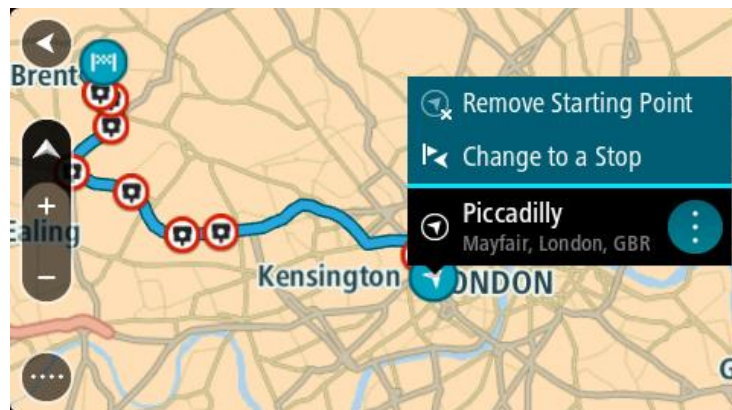 Brent
Remove Starting Point
Change to a Stop
Piccadilly
Mayfair, London, GBR
Ealing
Kensington
ONDON
G